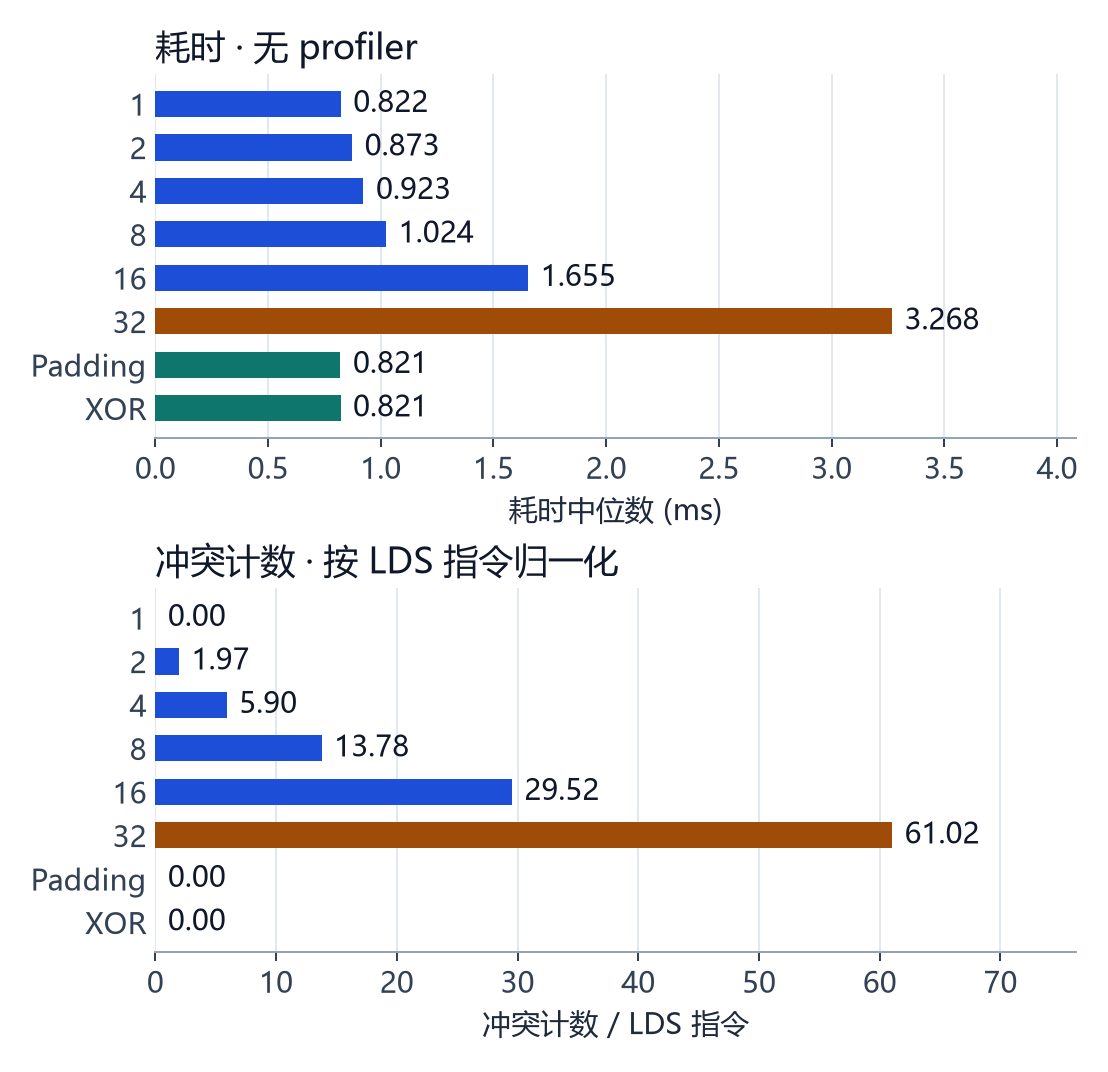 耗时 · 无 profiler
1 0.822
2 0.873
4 0.923
8 1.024
16 1.655
32 3.268
Padding 0.821
XOR 0.821
0.0 0.5 1.0 1.5 2.0 2.5 3.0 3.5 4.0
耗时中位数 (ms)
冲突计数 · 按 LDS 指令归一化
1 0.00
2 1.97
4 5.90
8 13.78
16 29.52
32 61.02
Padding 0.00
XOR 0.00
0 10 20 30 40 50 60 70
冲突计数 / LDS 指令